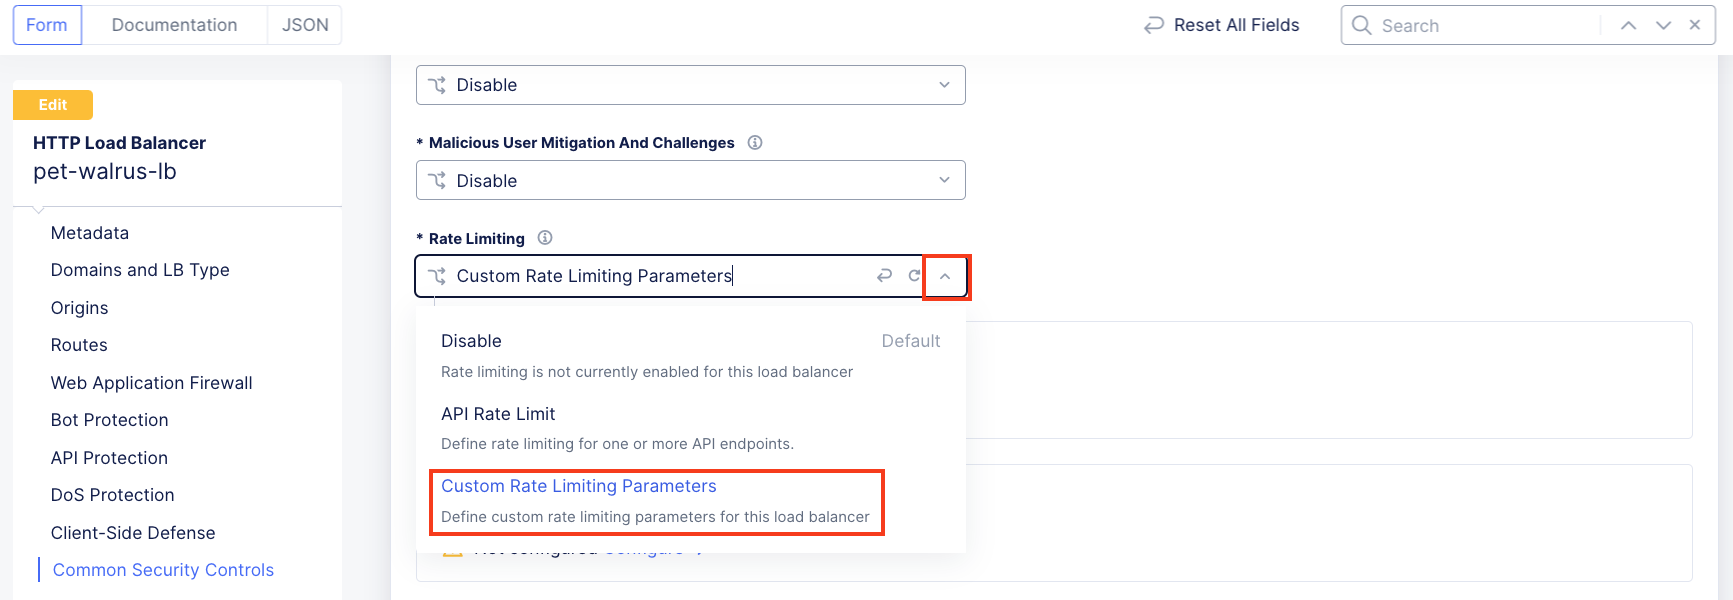 Form
Documentation
JSON
Reset All Fields
Search
Edit
HTTP Load Balancer
pet-walrus-lb
Metadata
Domains and LB Type
Origins
Routes
Web Application Firewall
Bot Protection
API Protection
DoS Protection
Client-Side Defense
Common Security Controls
Disable
* Malicious User Mitigation And Challenges
Disable
* Rate Limiting
Custom Rate Limiting Parameters
Disable Default
Rate limiting is not currently enabled for this load balancer
API Rate Limit
Define rate limiting for one or more API endpoints.
Custom Rate Limiting Parameters
Define custom rate limiting parameters for this load balancer
Not configured Configure